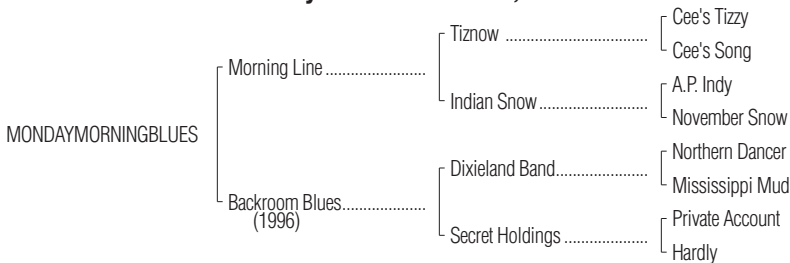 Cee's Tizzy
Tiznow
Cee's Song
Morning Line
A.P. Indy
Indian Snow
November Snow
MONDAYMORNINGBLUES
Northern Dancer
Dixieland Band
Mississippi Mud
Backroom Blues
(1996)
Private Account
Secret Holdings
Hardly